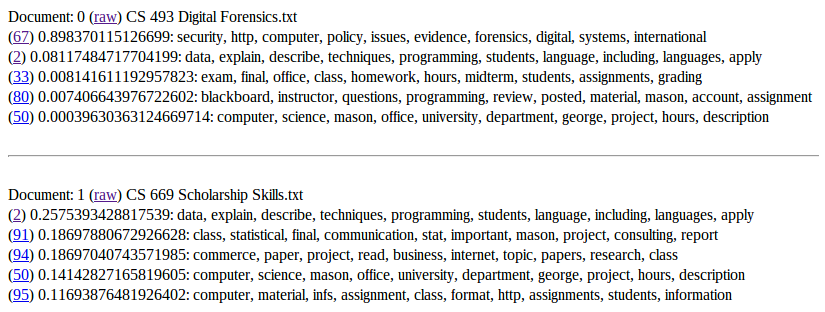 Document: 0 (raw) CS 493 Digital Forensics.txt
(67) 0.898370115126699: security, http, computer, policy, issues, evidence, forensics, digital, systems, international
(2) 0.08117484717704199: data, explain, describe, techniques, programming, students, language, including, languages, apply
(33) 0.008141611192957823: exam, final, office, class, homework, hours, midterm, students, assignments, grading
(80) 0.007406643976722602: blackboard, instructor, questions, programming, review, posted, material, mason, account, assignment
(50) 0.00039630363124669714: computer, science, mason, office, university, department, george, project, hours, description
Document: 1 (raw) CS 669 Scholarship Skills.txt
(2) 0.2575393428817539: data, explain, describe, techniques, programming, students, language, including, languages, apply
(91) 0.18697880672926628: class, statistical, final, communication, stat, important, mason, project, consulting, report
(94) 0.18697040743571985: commerce, paper, project, read, business, internet, topic, papers, research, class
(50) 0.14142827165819605: computer, science, mason, office, university, department, george, project, hours, description
(95) 0.11693876481926402: computer, material, infs, assignment, class, format, http, assignments, students, information